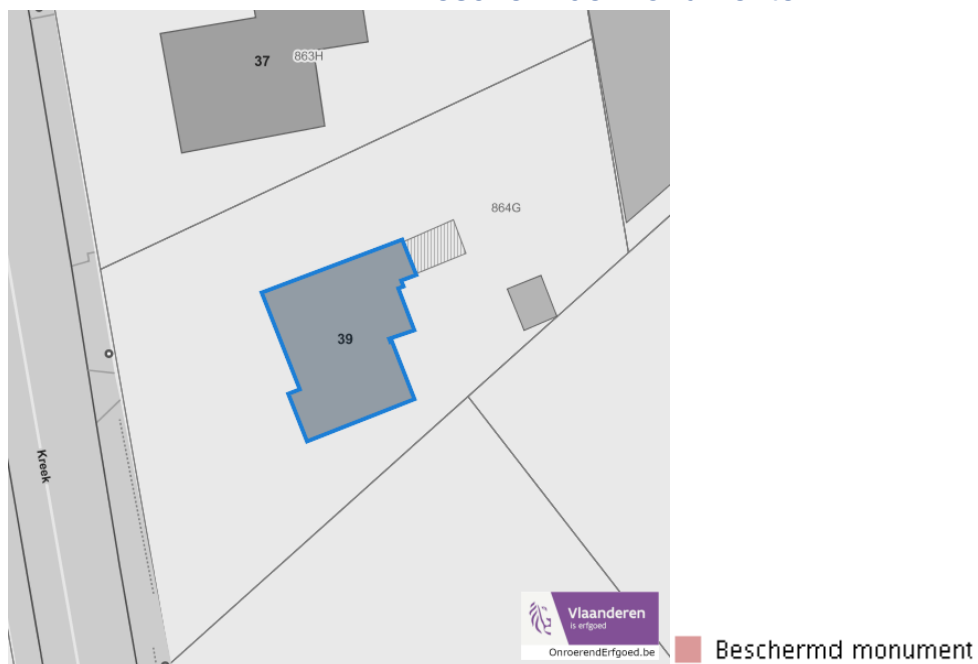 37
863H
864G
39
Kreek
Vlaanderen
is erfgoed
OnroerendErfgoed.be
Beschermd monument